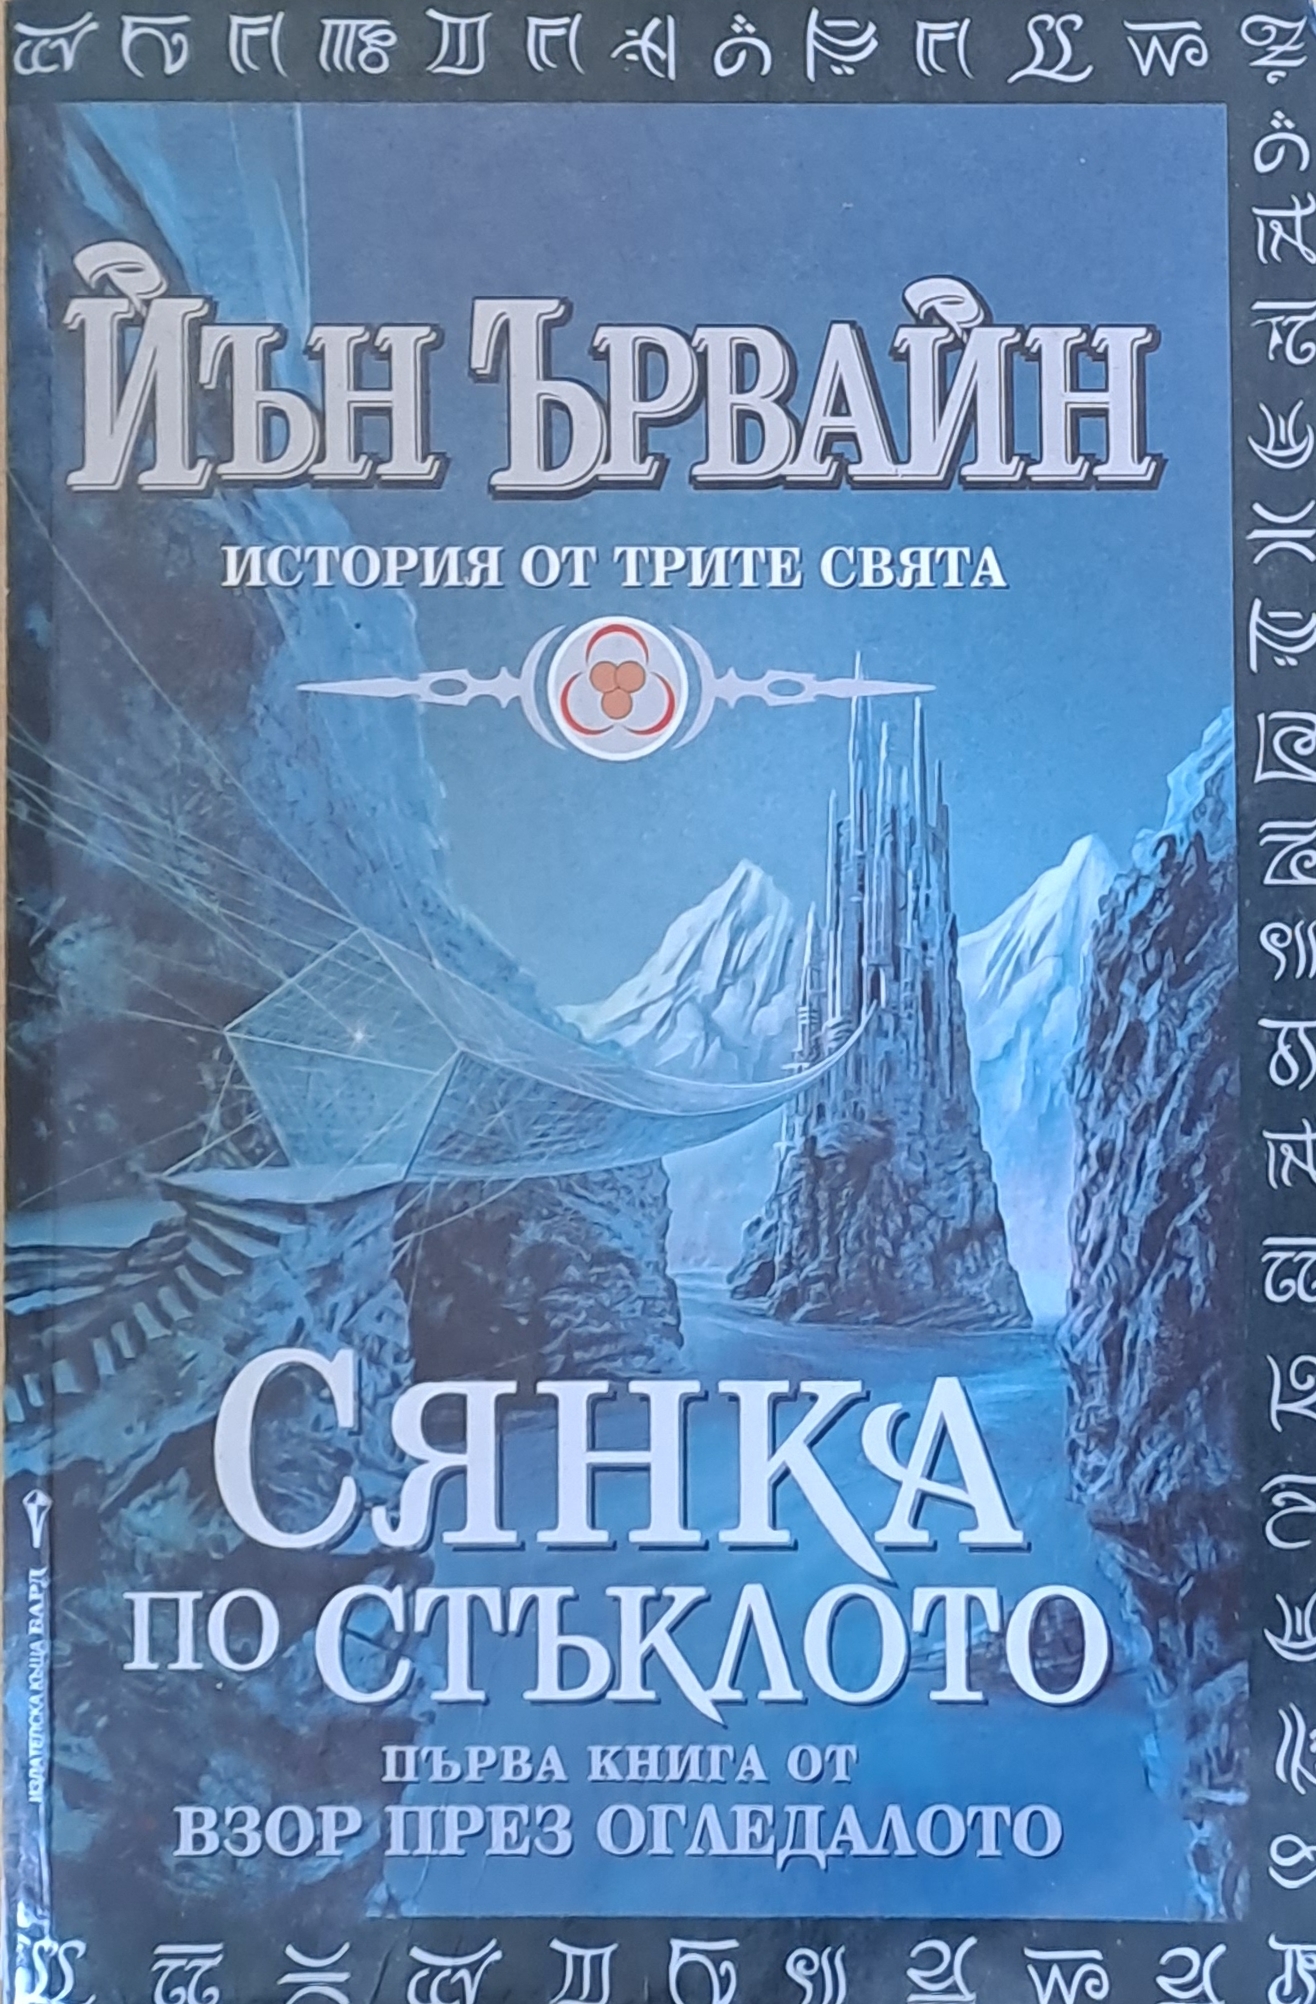 Йън Ървайн
ИСТОРИЯ ОТ ТРИТЕ СВЯТА
Сянка
по стъклото
ПЪРВА КНИГА ОТ
ВЗОР ПРЕЗ ОГЛЕДАЛОТО
ИЗДАТЕЛСКА КЪЩА БАРД